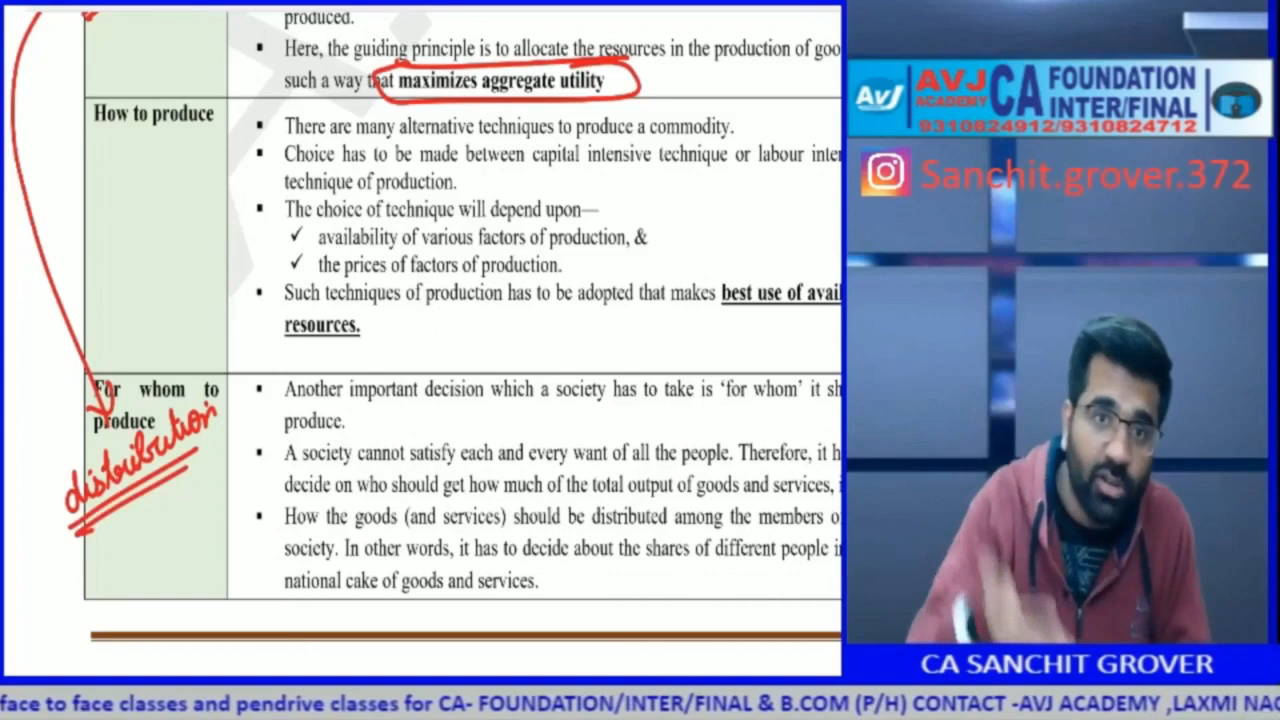 produced.
Here, the guiding principle is to allocate the resources in the production of goo
such a way that maximizes aggregate utility
How to produce
There are many alternative techniques to produce a commodity.
Choice has to be made between capital intensive technique or labour inter
technique of production.
The choice of technique will depend upon—
✓ availability of various factors of production, &
✓ the prices of factors of production.
Such techniques of production has to be adopted that makes best use of avail
resources.
For whom to
produce
distribution
Another important decision which a society has to take is ‘for whom’ it sh
produce.
A society cannot satisfy each and every want of all the people. Therefore, it h
decide on who should get how much of the total output of goods and services, i
How the goods (and services) should be distributed among the members o
society. In other words, it has to decide about the shares of different people in
national cake of goods and services.
AVJ
AVJ
ACADEMY
CA
FOUNDATION
INTER/FINAL
9310824912/9310824712
Sanchit.grover.372
CA SANCHIT GROVER
face to face classes and pendrive classes for CA- FOUNDATION/INTER/FINAL & B.COM (P/H) CONTACT -AVJ ACADEMY ,LAXMI NAG